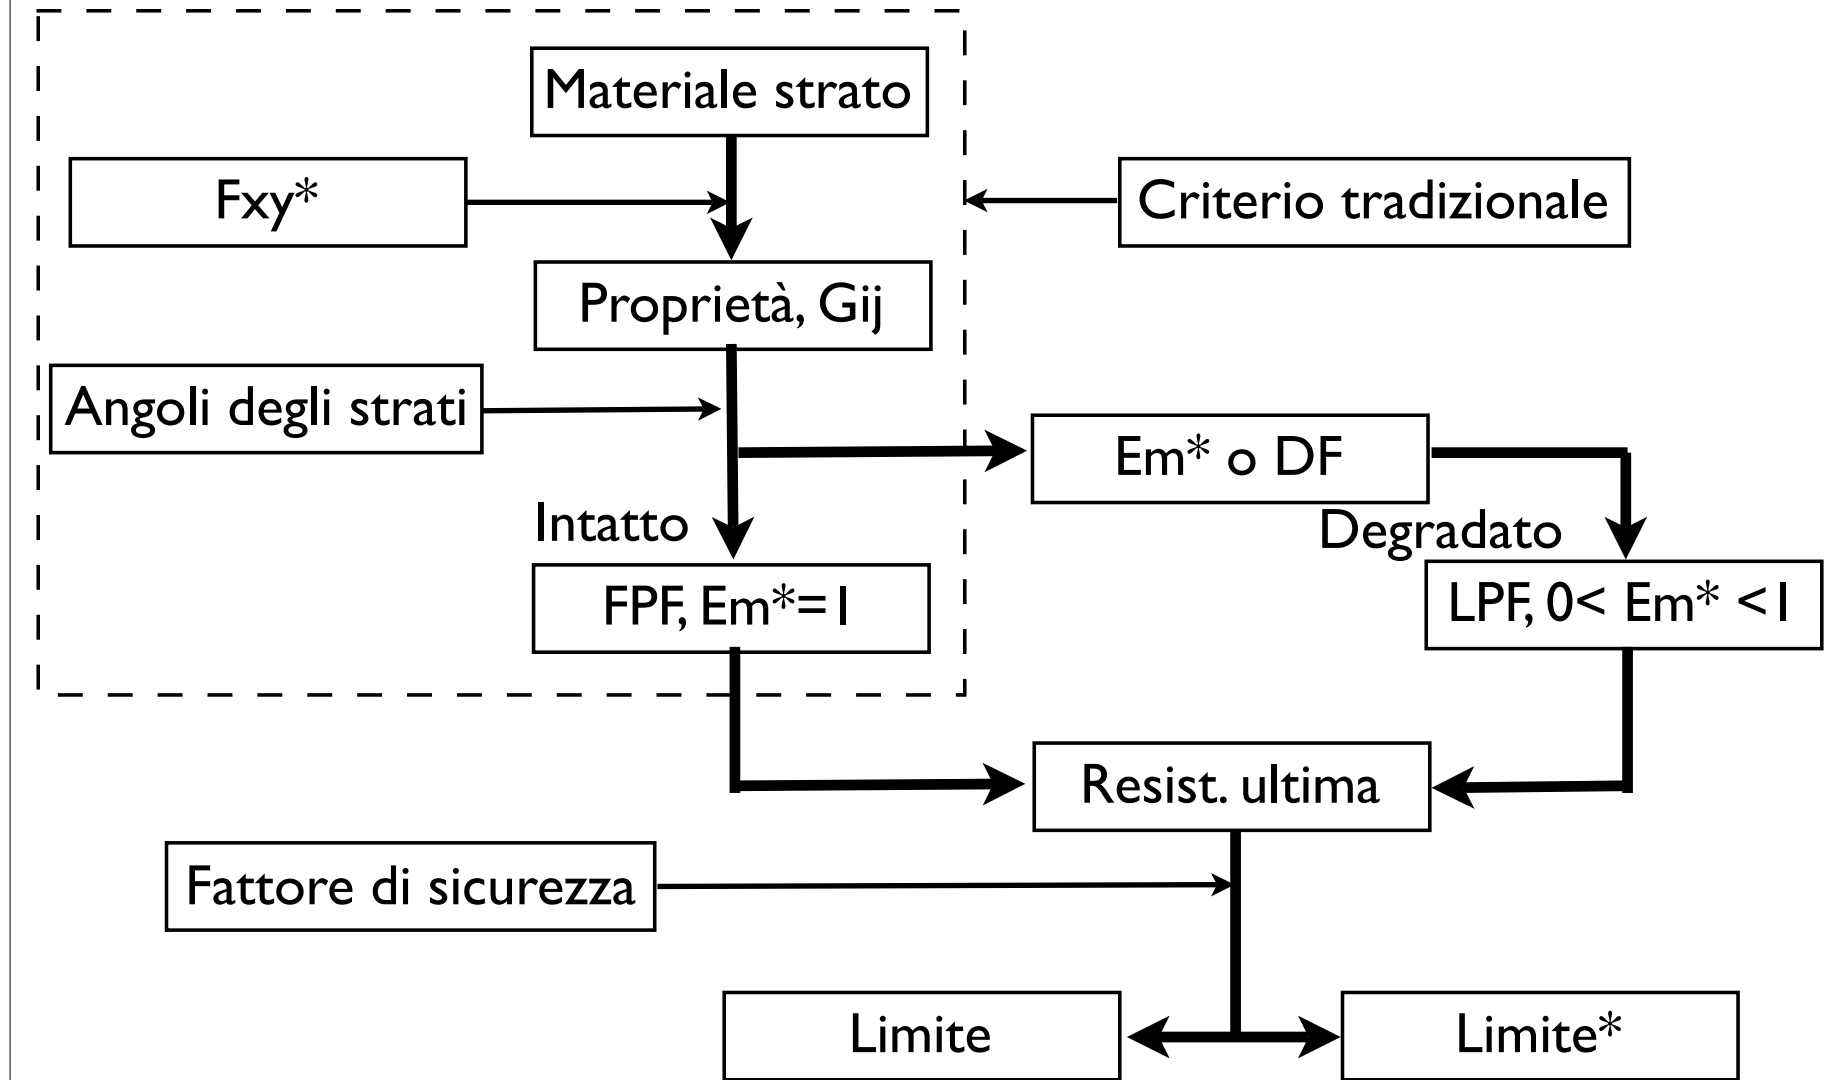 Materiale strato
Fxy*
Criterio tradizionale
Proprietà, Gij
Angoli degli strati
Em* o DF
Intatto
Degradato
FPF, Em*=1
LPF, 0< Em* <1
Resist. ultima
Fattore di sicurezza
Limite
Limite*